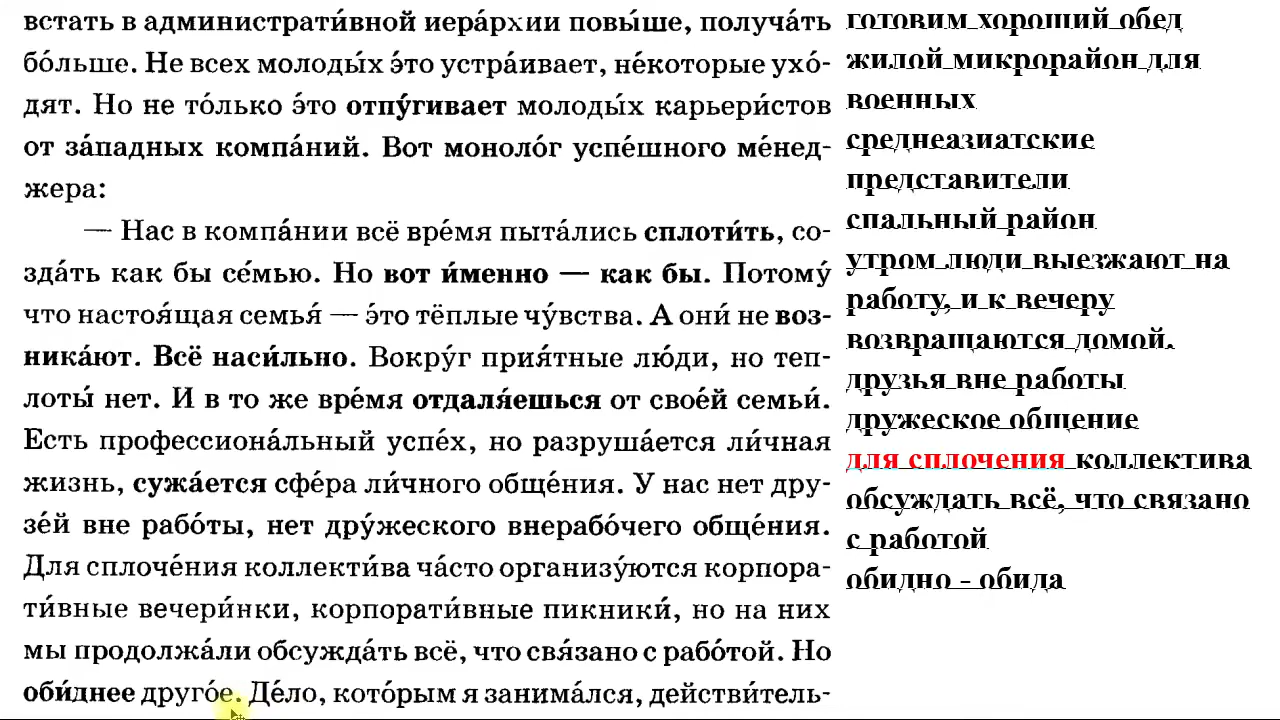 встать в администрати́вной иера́рхии повы́ше, получа́ть
бо́льше. Не всех молоды́х э́то устра́ивает, не́которые ухо́-
дят. Но не то́лько э́то отпу́гивает молоды́х карьери́стов
от за́падных компа́ний. Вот моноло́г успе́шного ме́нед-
жера:
— Нас в компа́нии всё вре́мя пыта́лись сплоти́ть, со-
зда́ть как бы се́мью. Но вот и́менно — как бы. Потому́
что настоя́щая семья́ — э́то тёплые чу́вства. А они́ не воз-
ника́ют. Всё наси́льно. Вокру́г прия́тные лю́ди, но теп-
лоты́ нет. И в то же вре́мя отдаля́ешься от свое́й семьи́.
Есть профессиона́льный успе́х, но разруша́ется ли́чная
жизнь, сужа́ется сфе́ра ли́чного обще́ния. У нас нет дру-
зе́й вне рабо́ты, нет дру́жеского внерабо́чего обще́ния.
Для сплоче́ния коллекти́ва ча́сто организу́ются корпора-
ти́вные вечери́нки, корпорати́вные пикники́, но на них
мы продолжа́ли обсужда́ть всё, что свя́зано с рабо́той. Но
оби́днее друго́е. Де́ло, кото́рым я занима́лся, действи́тель-
готовим хороший обед
жилой микрорайон для
военных
среднеазиатские
представители
спальный район
утром люди выезжают на
работу, и к вечеру
возвращаются домой.
друзья вне работы
дружеское общение
для сплочения коллектива
обсуждать всё, что связано
с работой
обидно - обида